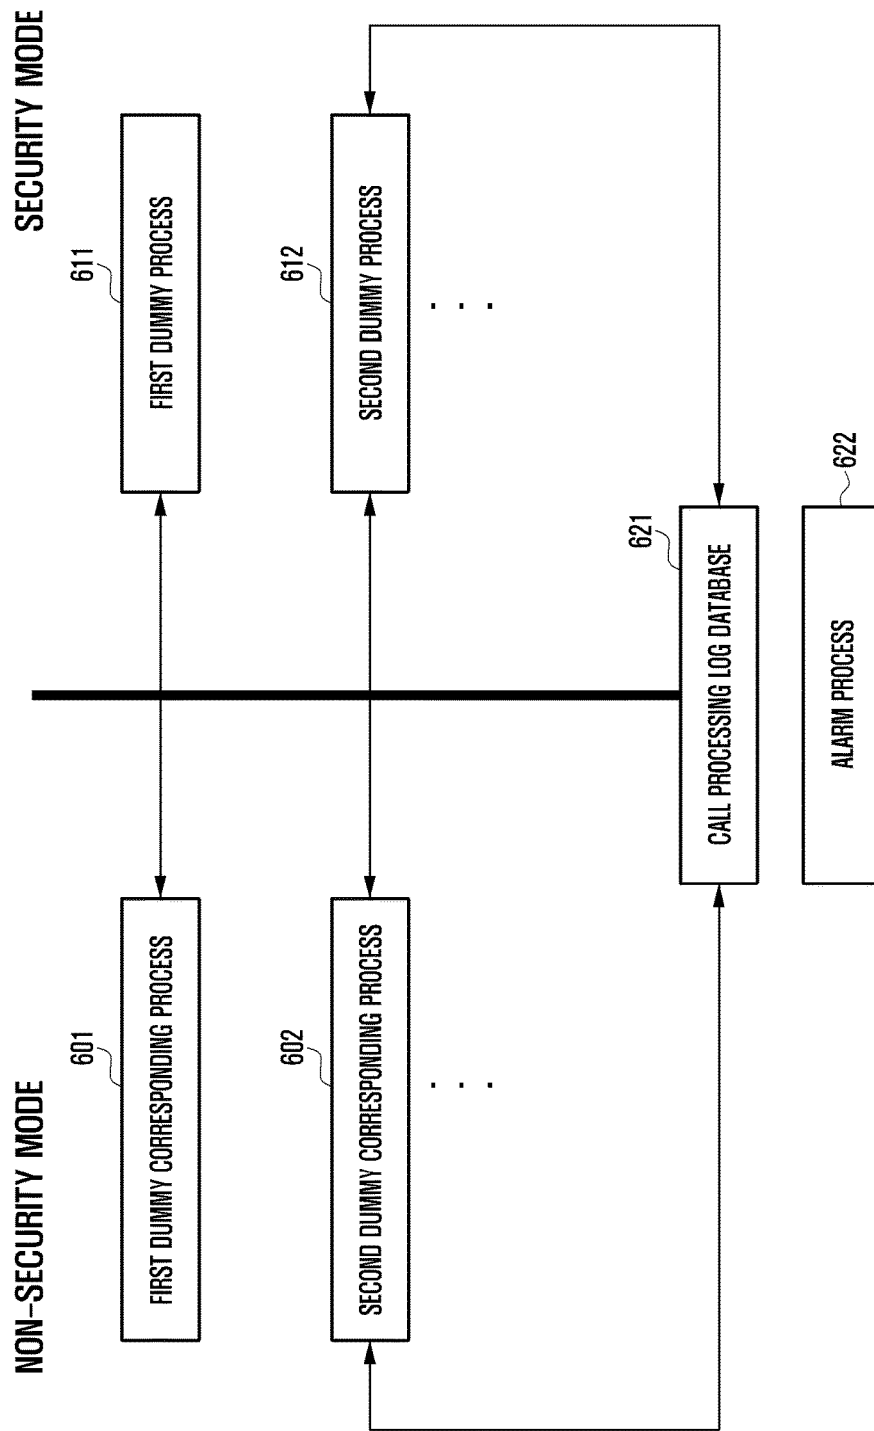 NON-SECURITY MODE
SECURITY MODE
601
611
FIRST DUMMY CORRESPONDING PROCESS
FIRST DUMMY PROCESS
602
612
SECOND DUMMY CORRESPONDING PROCESS
SECOND DUMMY PROCESS
. . .
. . .
621
CALL PROCESSING LOG DATABASE
622
ALARM PROCESS